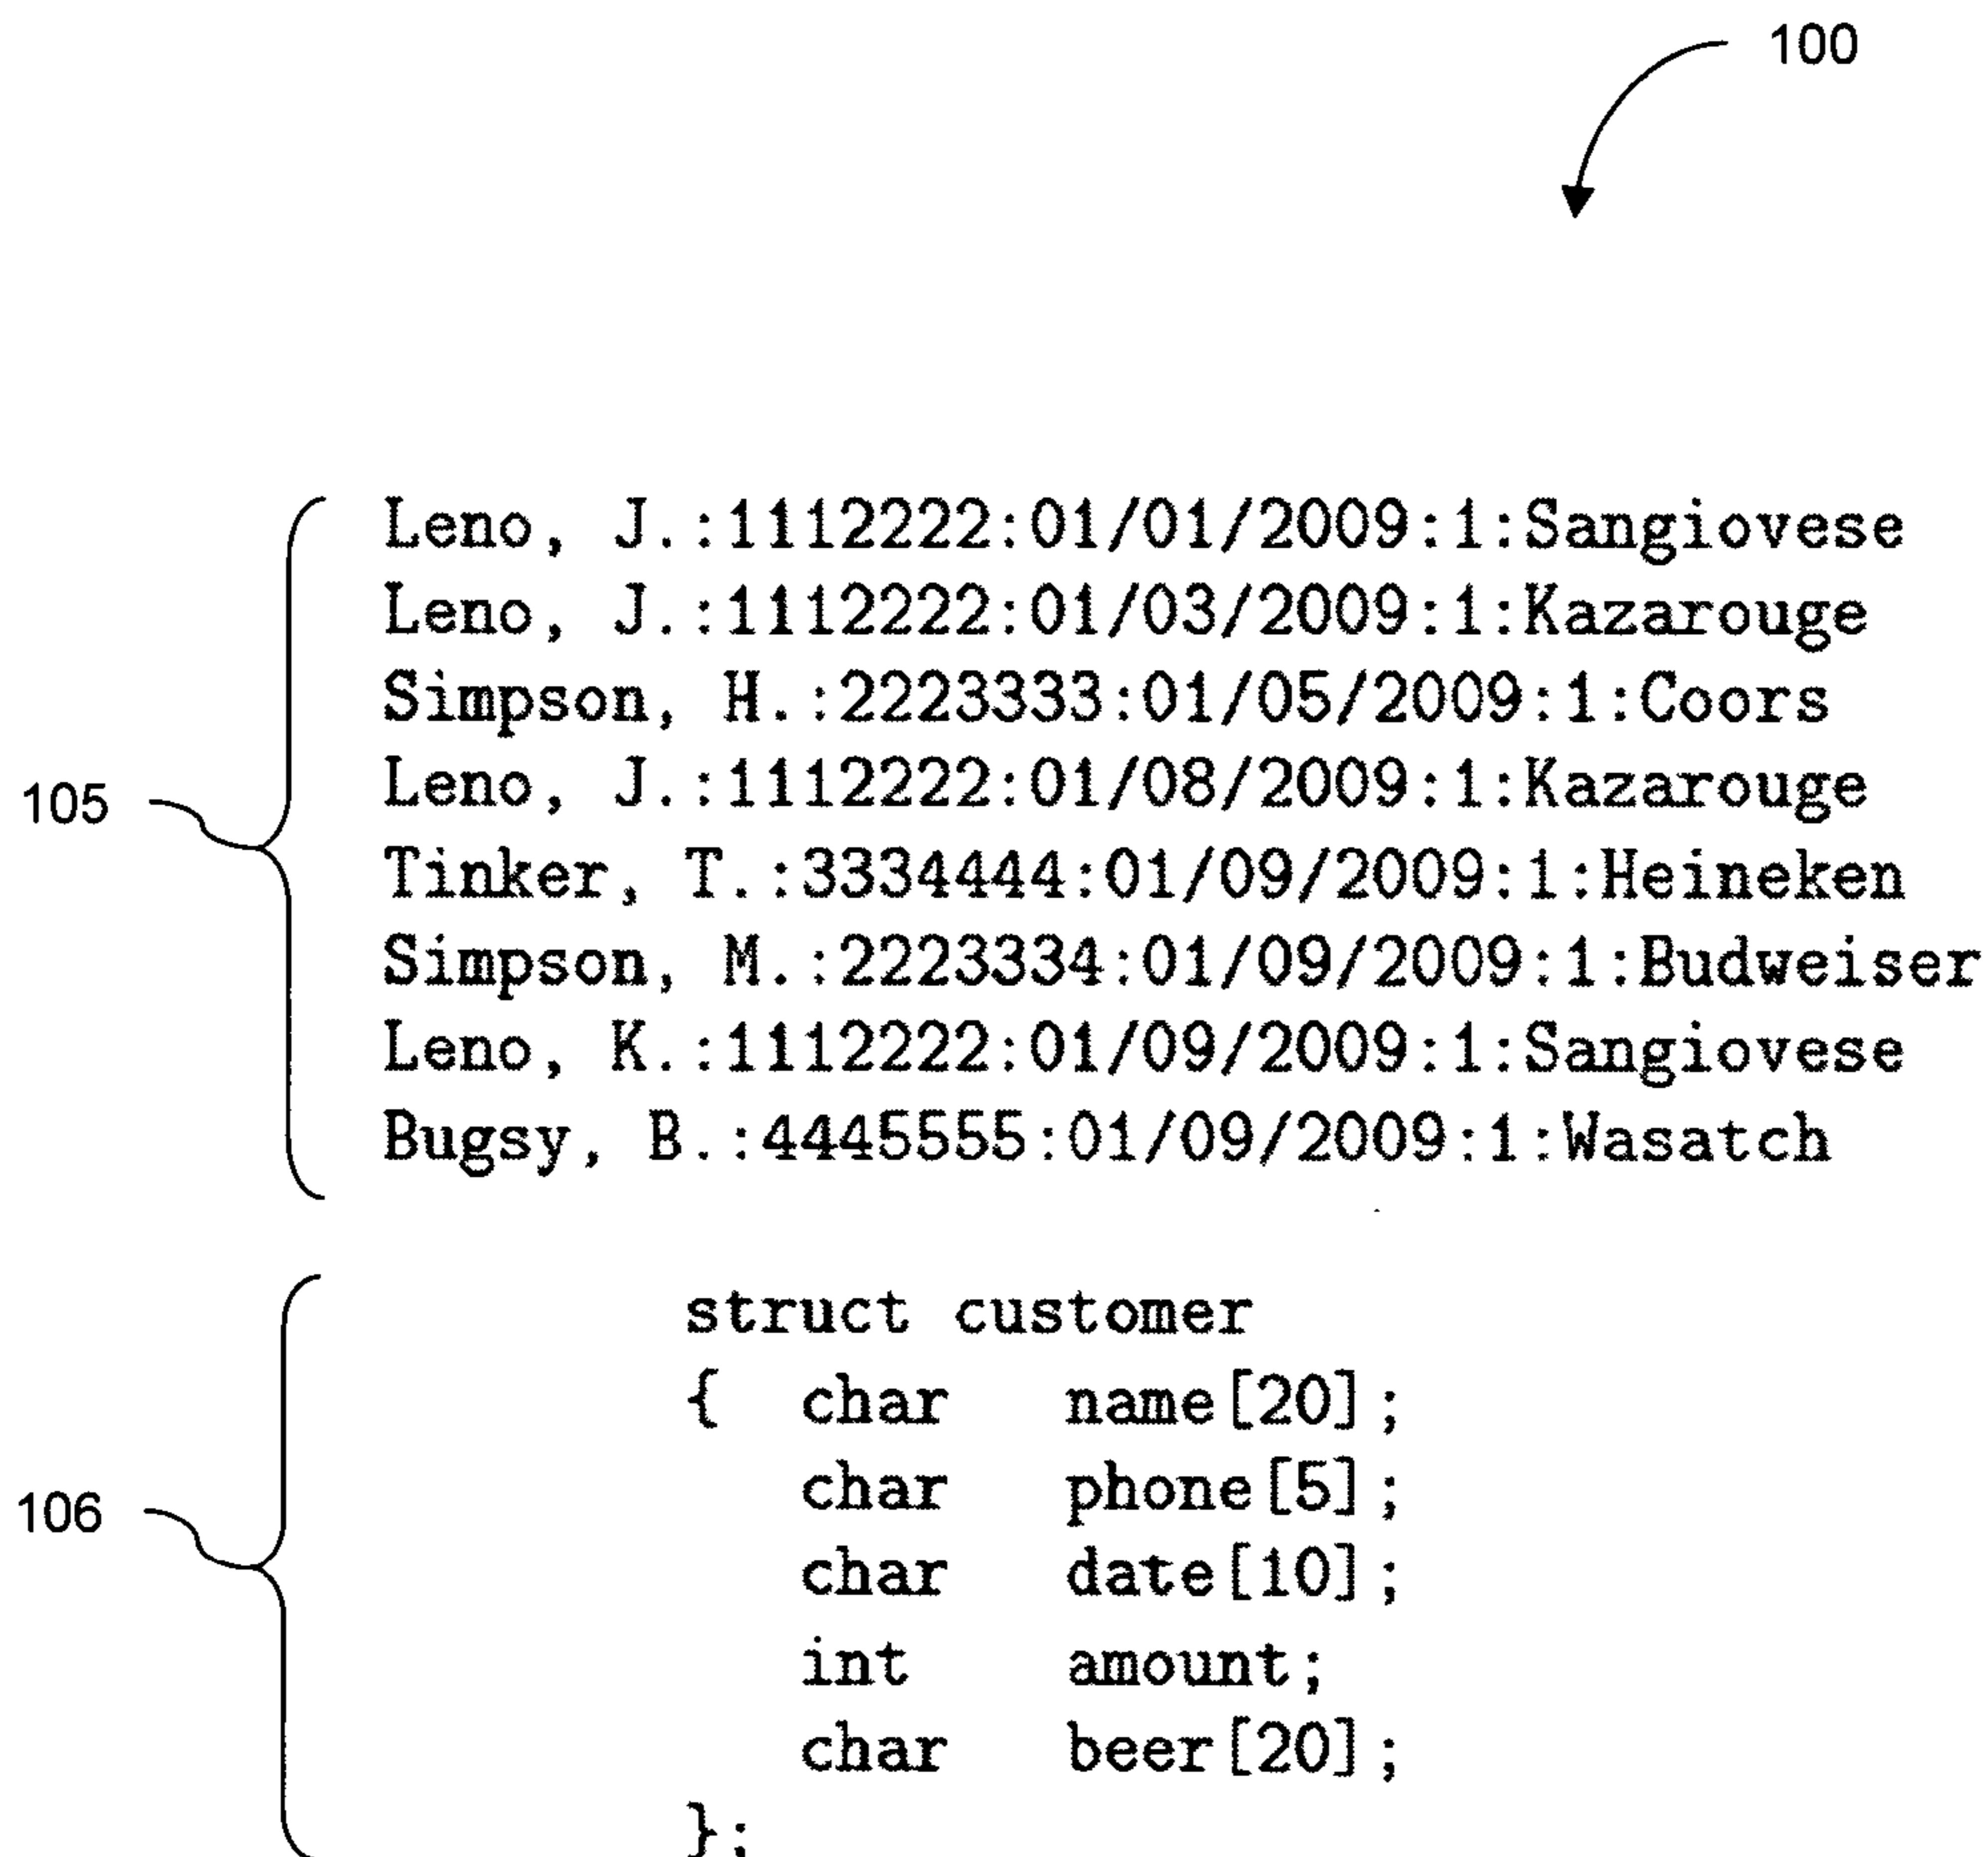 100
105
Leno, J.:1112222:01/01/2009:1:Sangiovese
Leno, J.:1112222:01/03/2009:1:Kazarouge
Simpson, H.:2223333:01/05/2009:1:Coors
Leno, J.:1112222:01/08/2009:1:Kazarouge
Tinker, T.:3334444:01/09/2009:1:Heineken
Simpson, M.:2223334:01/09/2009:1:Budweiser
Leno, K.:1112222:01/09/2009:1:Sangiovese
Bugsy, B.:4445555:01/09/2009:1:Wasatch
106
struct customer
{ char name[20];
char phone[5];
char date[10];
int amount;
char beer[20];
};